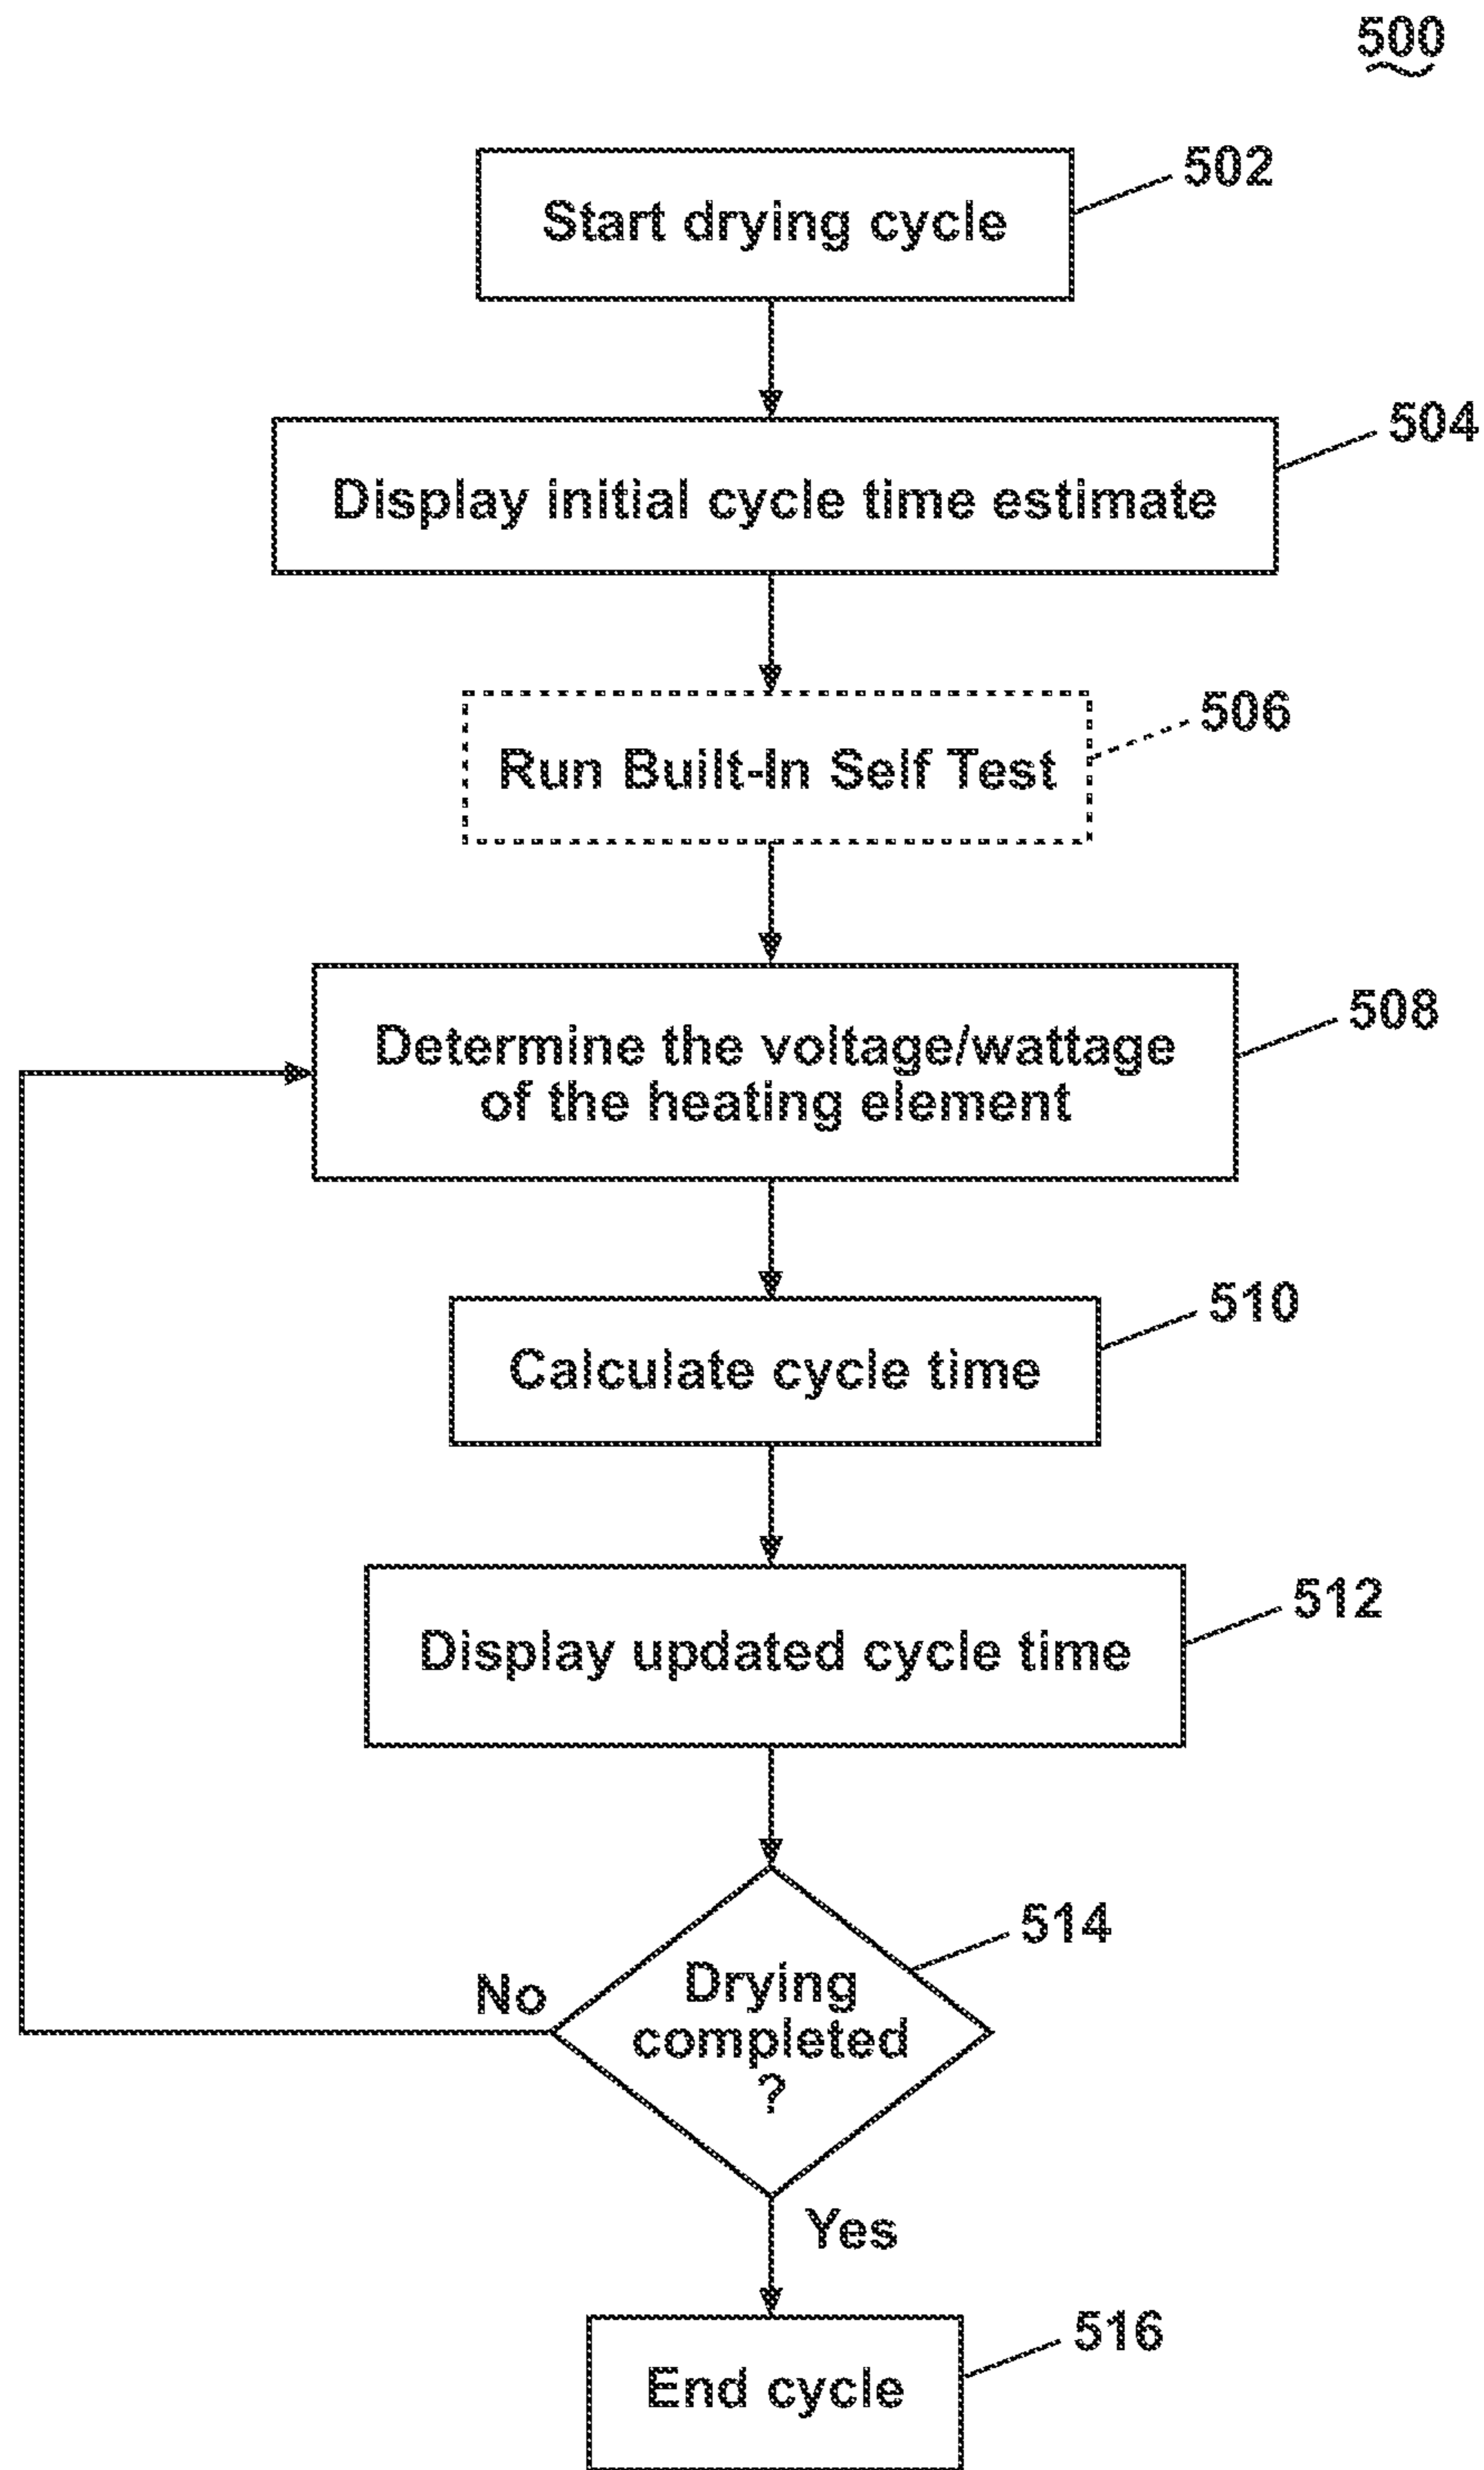 500
Start drying cycle
502
Display initial cycle time estimate
504
Run Built-In Self Test
506
Determine the voltage/wattage
of the heating element
508
Calculate cycle time
510
Display updated cycle time
512
Drying
completed
?
514
No
Yes
End cycle
516